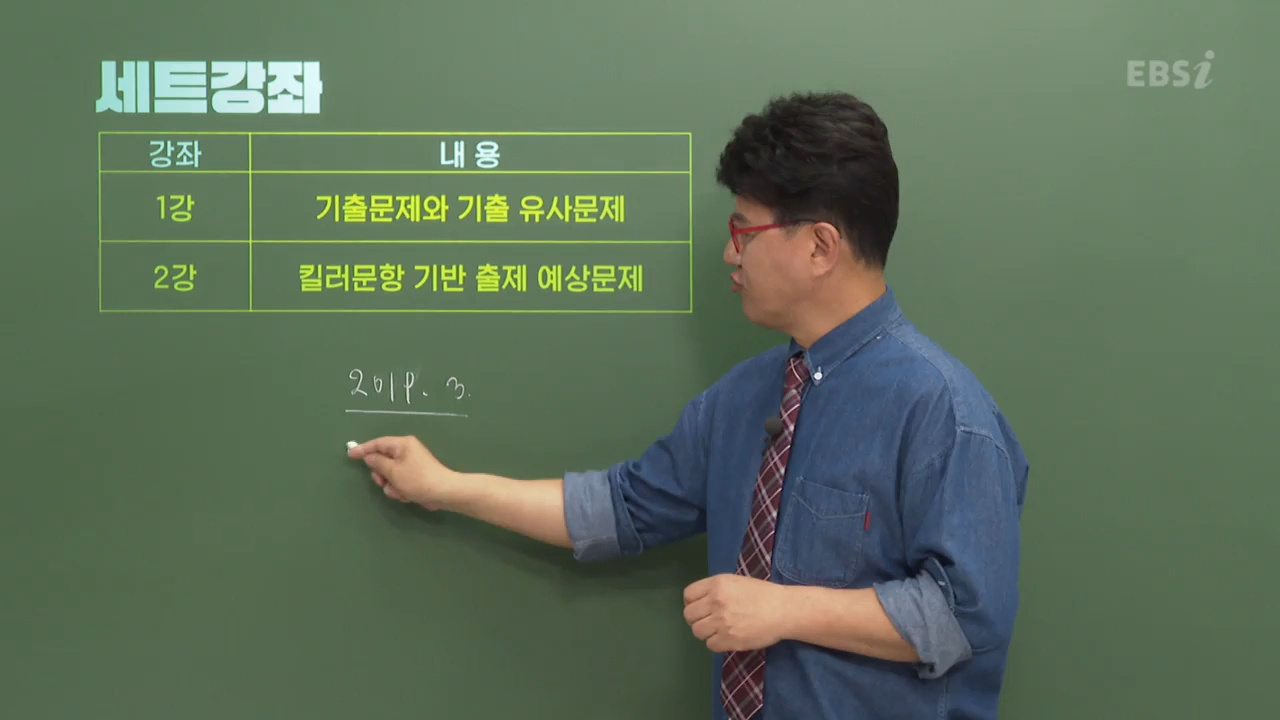 세트강좌
EBSi
강좌 내 용
1강 기출문제와 기출 유사문제
2강 킬러문항 기반 출제 예상문제
2019. 3.